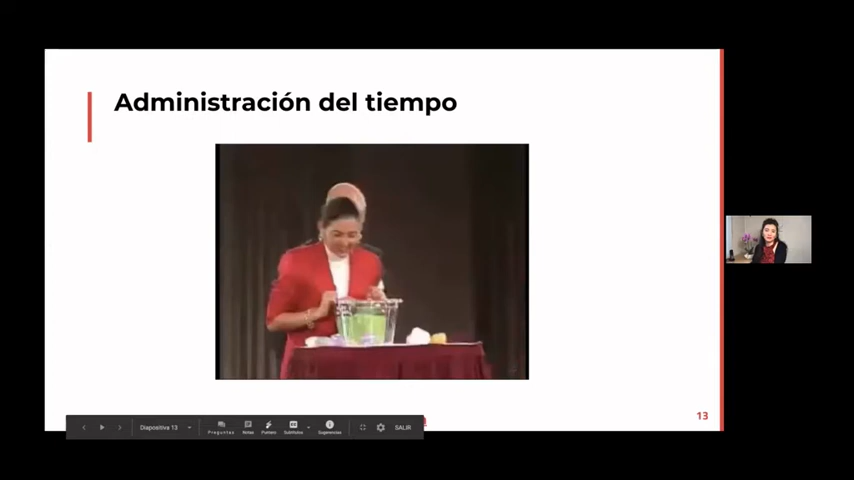 Administración del tiempo
13
Diapositiva 13
Preguntas
Notas
Puntero
Subtítulos
Sugerencias
SALIR